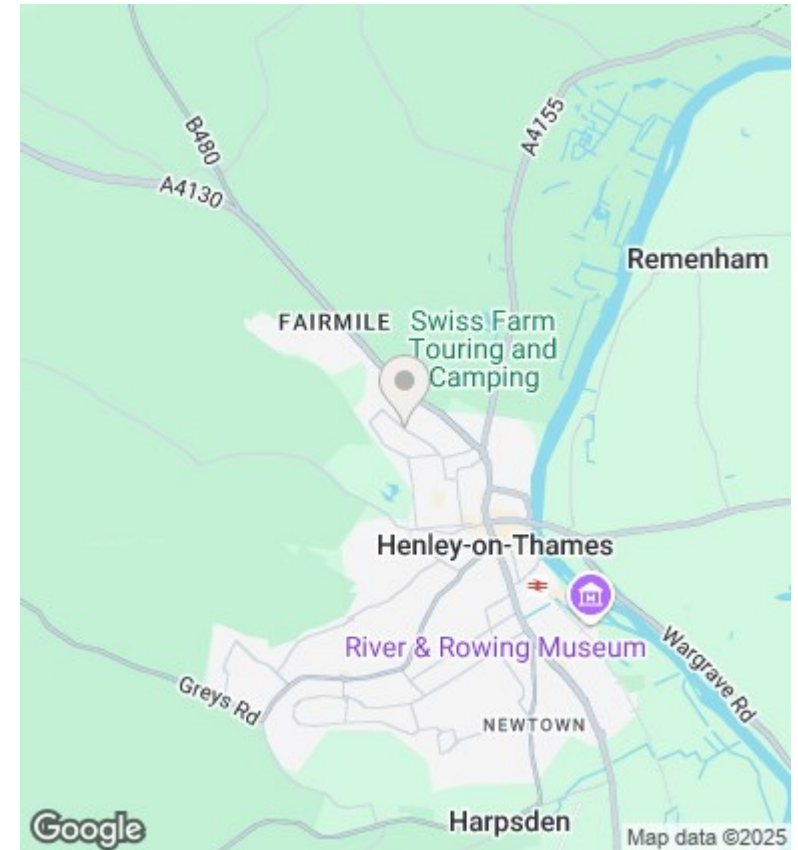 A4155
B480
A4130
Remenham
FAIRMILE
Swiss Farm
Touring and
Camping
Henley-on-Thames
River & Rowing Museum
Wargrave Rd
Greys Rd
NEWTOWN
Harpsden
Google
Map data ©2025